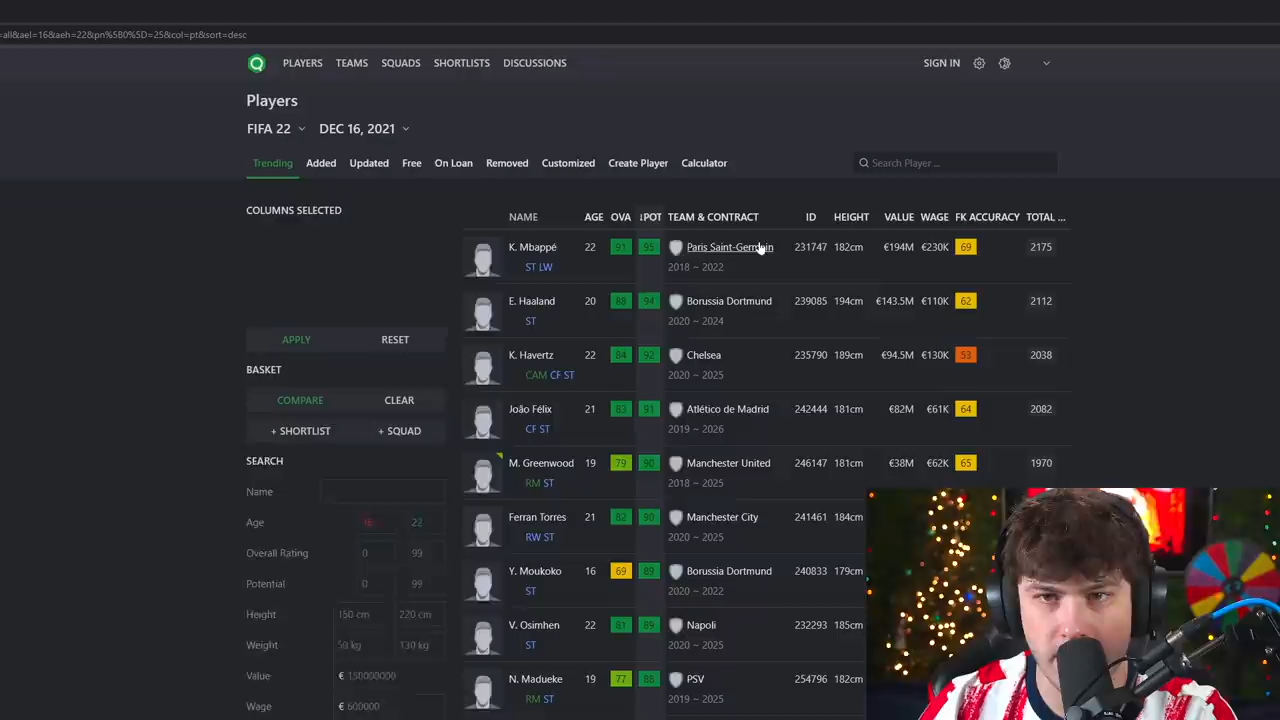 =all&ael=16&aeh=22&pn%5B0%5D=25&col=pt&sort=desc
PLAYERS TEAMS SQUADS SHORTLISTS DISCUSSIONS SIGN IN
Players
FIFA 22 DEC 16, 2021
Trending Added Updated Free On Loan Removed Customized Create Player Calculator Search Player ...
COLUMNS SELECTED
NAME AGE OVA ↓POT TEAM & CONTRACT ID HEIGHT VALUE WAGE FK ACCURACY TOTAL ...
K. Mbappé 22 91 95 Paris Saint-Germain 231747 182cm €194M €230K 69 2175
ST LW 2018 ~ 2022
E. Haaland 20 88 94 Borussia Dortmund 239085 194cm €143.5M €110K 62 2112
ST 2020 ~ 2024
APPLY RESET
K. Havertz 22 84 92 Chelsea 235790 189cm €94.5M €130K 53 2038
BASKET
CAM CF ST 2020 ~ 2025
COMPARE CLEAR
João Félix 21 83 91 Atlético de Madrid 242444 181cm €82M €61K 64 2082
CF ST 2019 ~ 2026
+ SHORTLIST + SQUAD
SEARCH
M. Greenwood 19 79 90 Manchester United 246147 181cm €38M €62K 65 1970
RM ST 2018 ~ 2025
Name
Age 16 22
Ferran Torres 21 82 90 Manchester City 241461 184cm
RW ST 2020 ~ 2025
Overall Rating 0 99
Y. Moukoko 16 69 89 Borussia Dortmund 240833 179cm
Potential 0 99
ST 2020 ~ 2022
Height 150 cm 220 cm
V. Osimhen 22 81 89 Napoli 232293 185cm
Weight 50 kg 130 kg
ST 2020 ~ 2025
Value € 150000000
N. Madueke 19 77 88 PSV 254796 182cm
RM ST 2019 ~ 2025
Wage € 600000